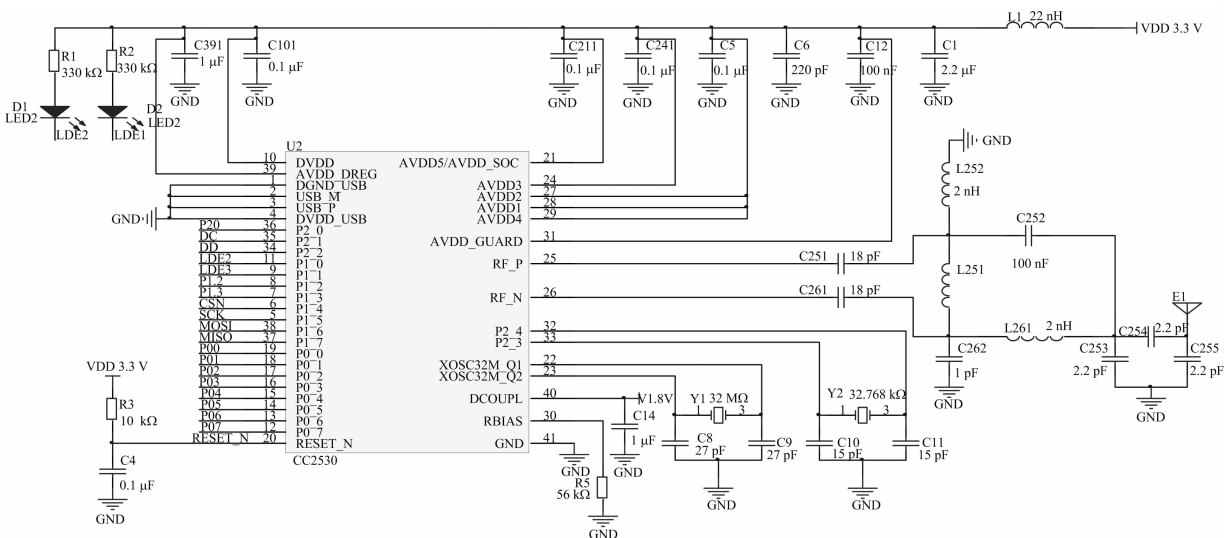 L1 22 nH
VDD 3.3 V
R1
330 kΩ
R2
330 kΩ
C391
1 μF
C101
0.1 μF
C211
0.1 μF
C241
0.1 μF
C5
0.1 μF
C6
220 pF
C12
100 nF
C1
2.2 μF
GND
GND
GND
GND
GND
GND
GND
GND
D1
LED2
LDE2
D2
LED2
LDE1
U2
10 DVDD
39 AVDD_DREG
1 DGND_USB
2 USB_M
3 USB_P
4 DVDD_USB
GND
P20 36 P2_0
DC 35 P2_1
DD 34 P2_2
LDE2 11 P1_0
LDE3 9 P1_1
P1.2 8 P1_2
P1.3 7 P1_3
CSN 6 P1_4
SCK 5 P1_5
MOSI 38 P1_6
MISO 37 P1_7
P00 19 P0_0
P01 18 P0_1
P02 17 P0_2
P03 16 P0_3
P04 15 P0_4
P05 14 P0_5
P06 13 P0_6
P07 12 P0_7
RESET_N 20 RESET_N
CC2530
AVDD5/AVDD_SOC 21
AVDD3 24
AVDD2 27
AVDD1 28
AVDD4 29
AVDD_GUARD 31
RF_P 25
RF_N 26
P2_4 32
P2_3 33
XOSC32M_Q1 22
XOSC32M_Q2 23
DCOUPL 40
RBIAS 30
GND 41
VDD 3.3 V
R3
10 kΩ
C4
0.1 μF
GND
V1.8V
C14
1 μF
GND
GND
R5
56 kΩ
GND
Y1 32 MΩ
1 3
C8
27 pF
C9
27 pF
GND
Y2 32.768 kΩ
1 3
C10
15 pF
C11
15 pF
GND
C251 18 pF
C261 18 pF
GND
L252
2 nH
C252
100 nF
L251
L261 2 nH
C262
1 pF
GND
E1
C254
2.2 pF
C253
2.2 pF
C255
2.2 pF
GND